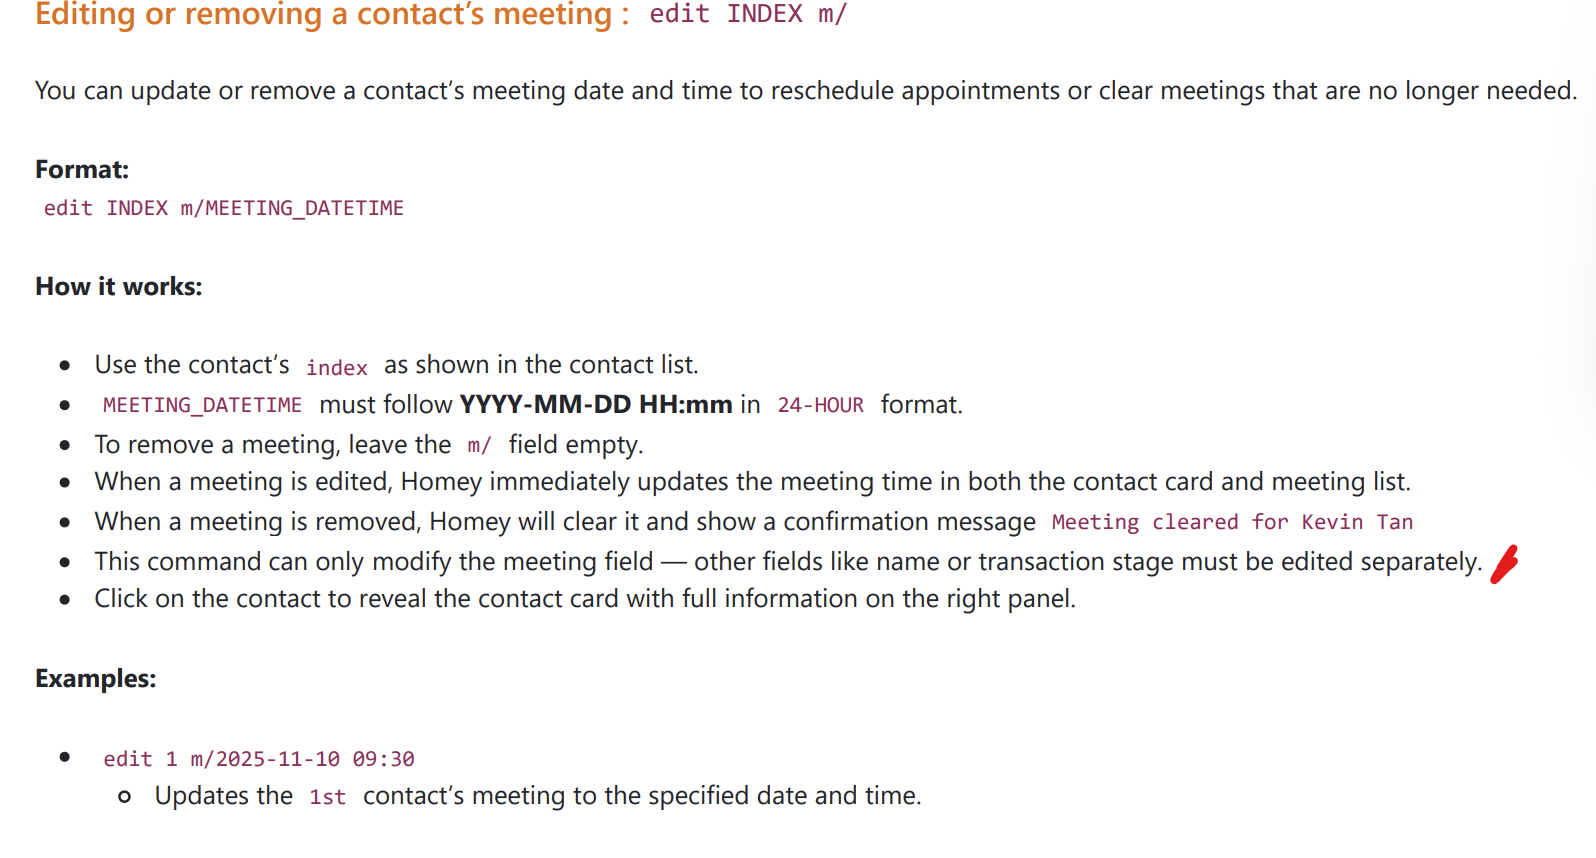 Editing or removing a contact’s meeting : edit INDEX m/
You can update or remove a contact’s meeting date and time to reschedule appointments or clear meetings that are no longer needed.
Format:
edit INDEX m/MEETING_DATETIME
How it works:
• Use the contact’s index as shown in the contact list.
• MEETING_DATETIME must follow YYYY-MM-DD HH:mm in 24-HOUR format.
• To remove a meeting, leave the m/ field empty.
• When a meeting is edited, Homey immediately updates the meeting time in both the contact card and meeting list.
• When a meeting is removed, Homey will clear it and show a confirmation message Meeting cleared for Kevin Tan
• This command can only modify the meeting field — other fields like name or transaction stage must be edited separately.
• Click on the contact to reveal the contact card with full information on the right panel.
Examples:
• edit 1 m/2025-11-10 09:30
○ Updates the 1st contact’s meeting to the specified date and time.